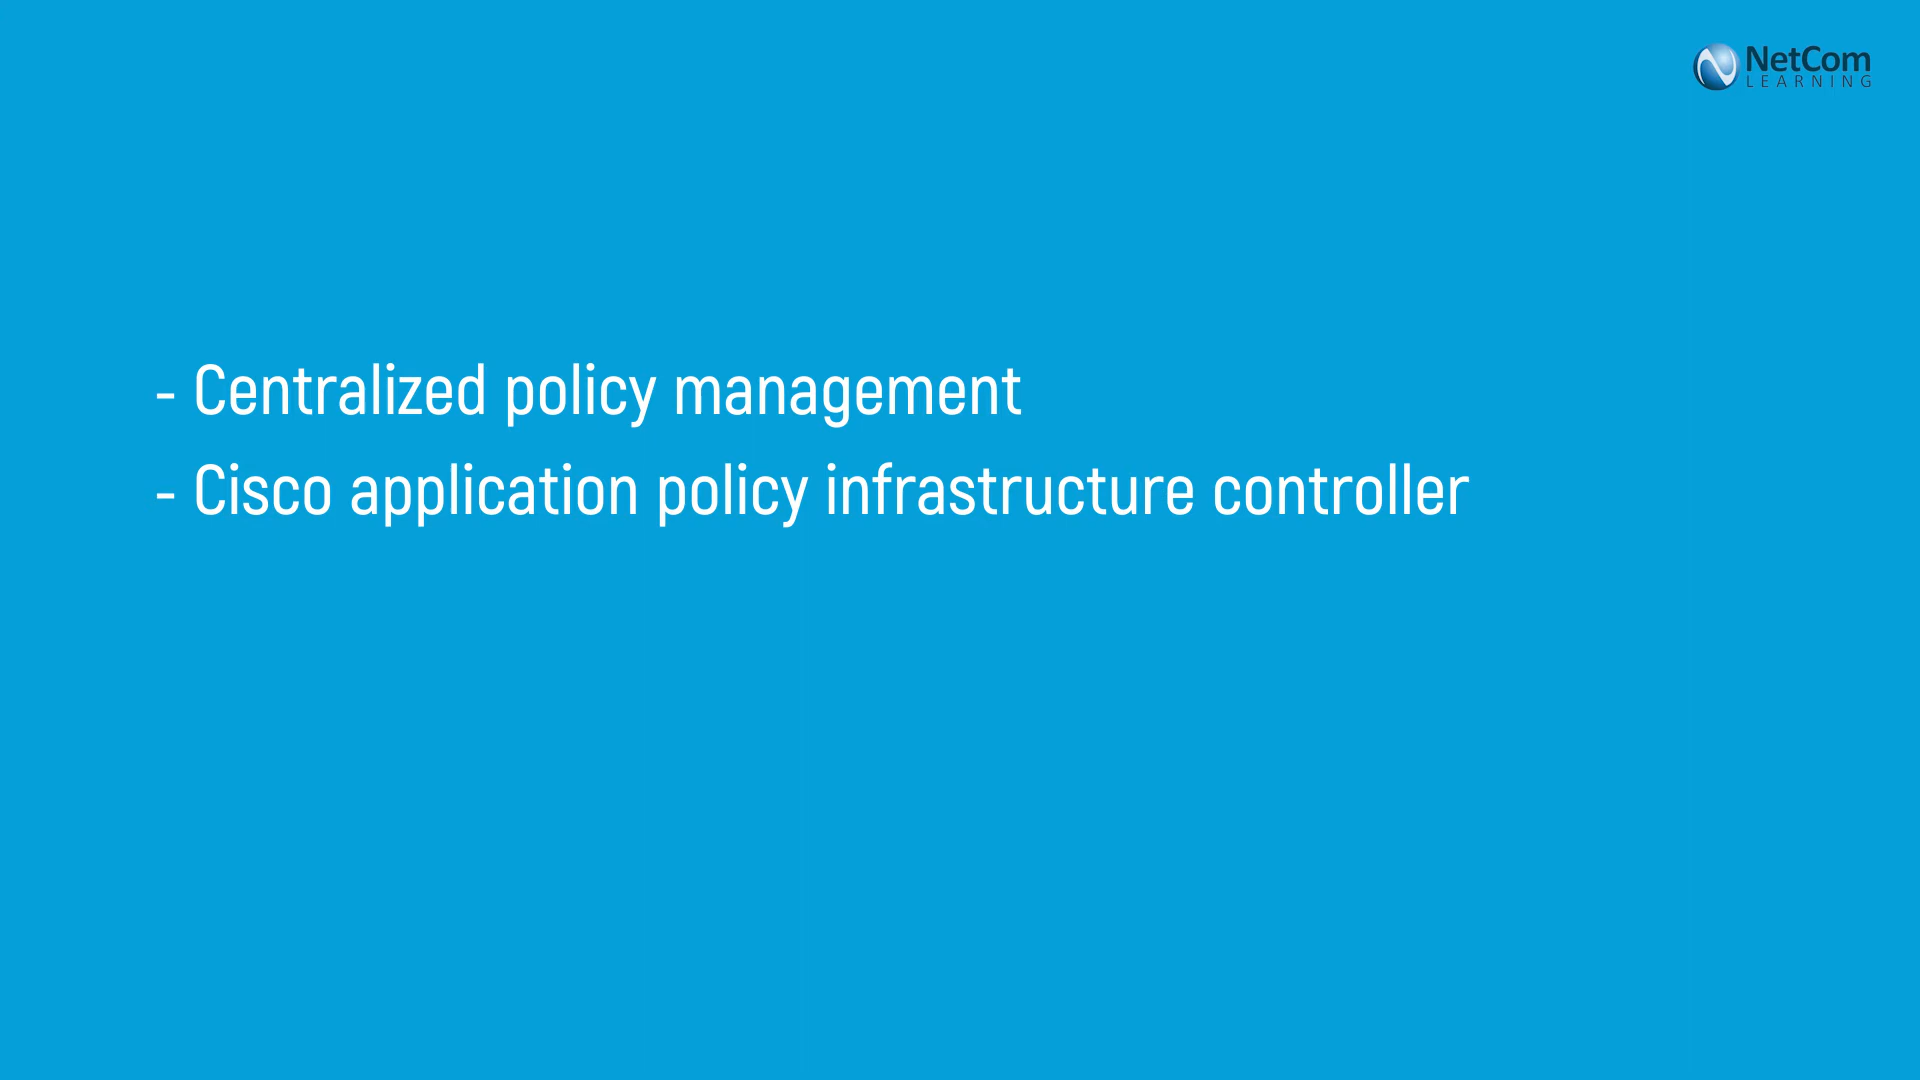 NetCom
LEARNING
- Centralized policy management
- Cisco application policy infrastructure controller